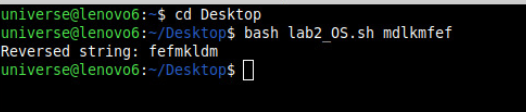 universe@lenovo6:~$ cd Desktop
universe@lenovo6:~/Desktop$ bash lab2_OS.sh mdlkmfef
Reversed string: fefmkldm
universe@lenovo6:~/Desktop$